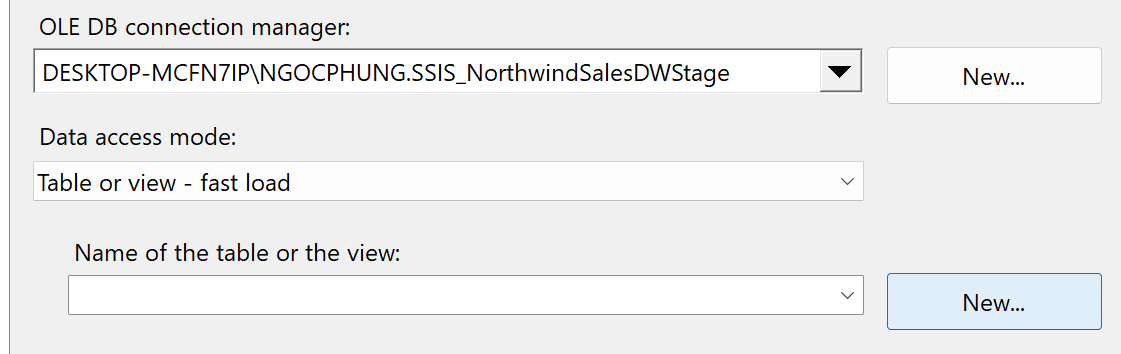 OLE DB connection manager:
DESKTOP-MCFN7IP\NGOCPHUNG.SSIS_NorthwindSalesDWStage
New...
Data access mode:
Table or view - fast load
Name of the table or the view:
New...